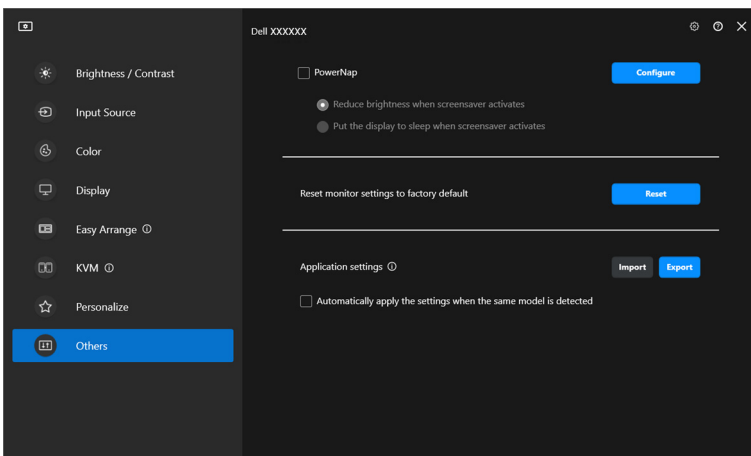 Dell XXXXXX
Brightness / Contrast
Input Source
Color
Display
Easy Arrange
KVM
Personalize
Others
PowerNap
Configure
Reduce brightness when screensaver activates
Put the display to sleep when screensaver activates
Reset monitor settings to factory default
Reset
Application settings
Import
Export
Automatically apply the settings when the same model is detected